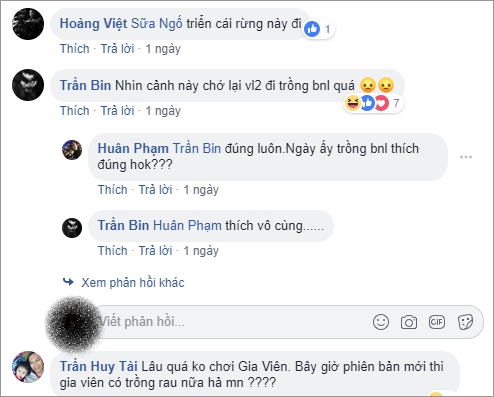 Hoàng Việt Sữa Ngố triển cái rừng này đi
1
Thích · Trả lời · 1 ngày
Trần Bin Nhìn cảnh này chớ lại vl2 đi trồng bnl quá
7
Thích · Trả lời · 1 ngày
Huân Phạm Trần Bin đúng luôn.Ngày ấy trồng bnl thích
đúng hok???
Thích · Trả lời · 1 ngày
Trần Bin Huân Phạm thích vô cùng......
Thích · Trả lời · 1 ngày
Xem phản hồi khác
Viết phản hồi...
GIF
Trần Huy Tài Lâu quá ko chơi Gia Viên. Bây giờ phiên bản mới thì
gia viên có trồng rau nữa hả mn ????